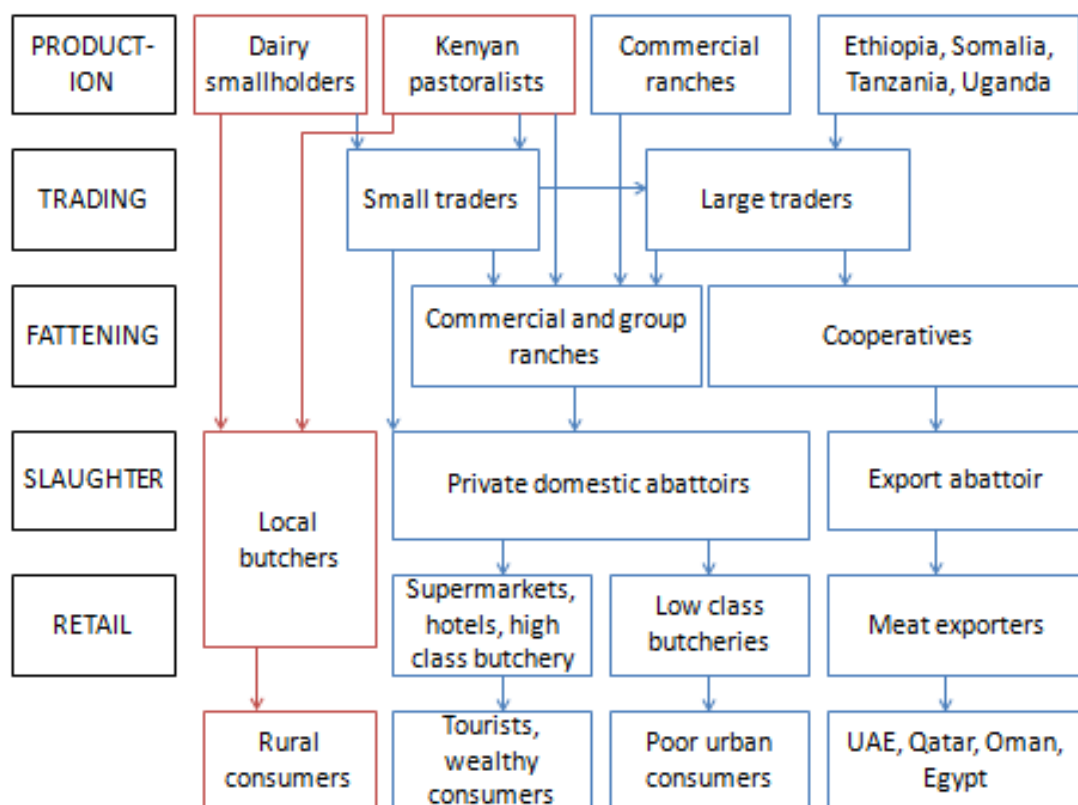 PRODUCT-
ION
Dairy
smallholders
Kenyan
pastoralists
Commercial
ranches
Ethiopia, Somalia,
Tanzania, Uganda
TRADING
Small traders
Large traders
FATTENING
Commercial and group
ranches
Cooperatives
SLAUGHTER
Local
butchers
Private domestic abattoirs
Export abattoir
RETAIL
Supermarkets,
hotels, high
class butchery
Low class
butcheries
Meat exporters
Rural
consumers
Tourists,
wealthy
consumers
Poor urban
consumers
UAE, Qatar, Oman,
Egypt